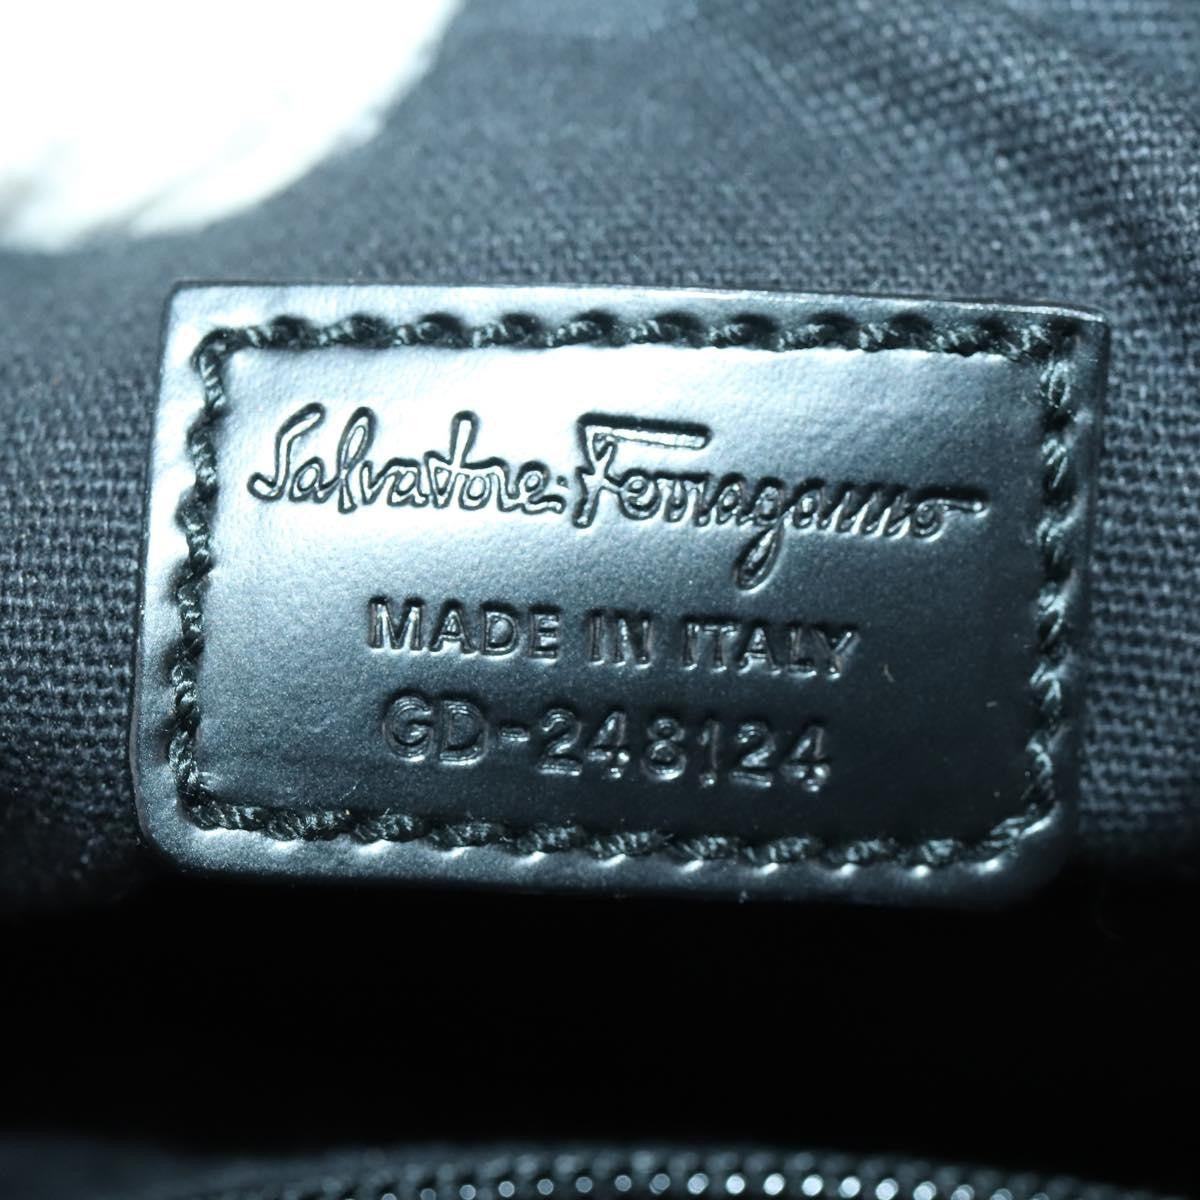 Salvatore Ferragamo
MADE IN ITALY
GD-248124